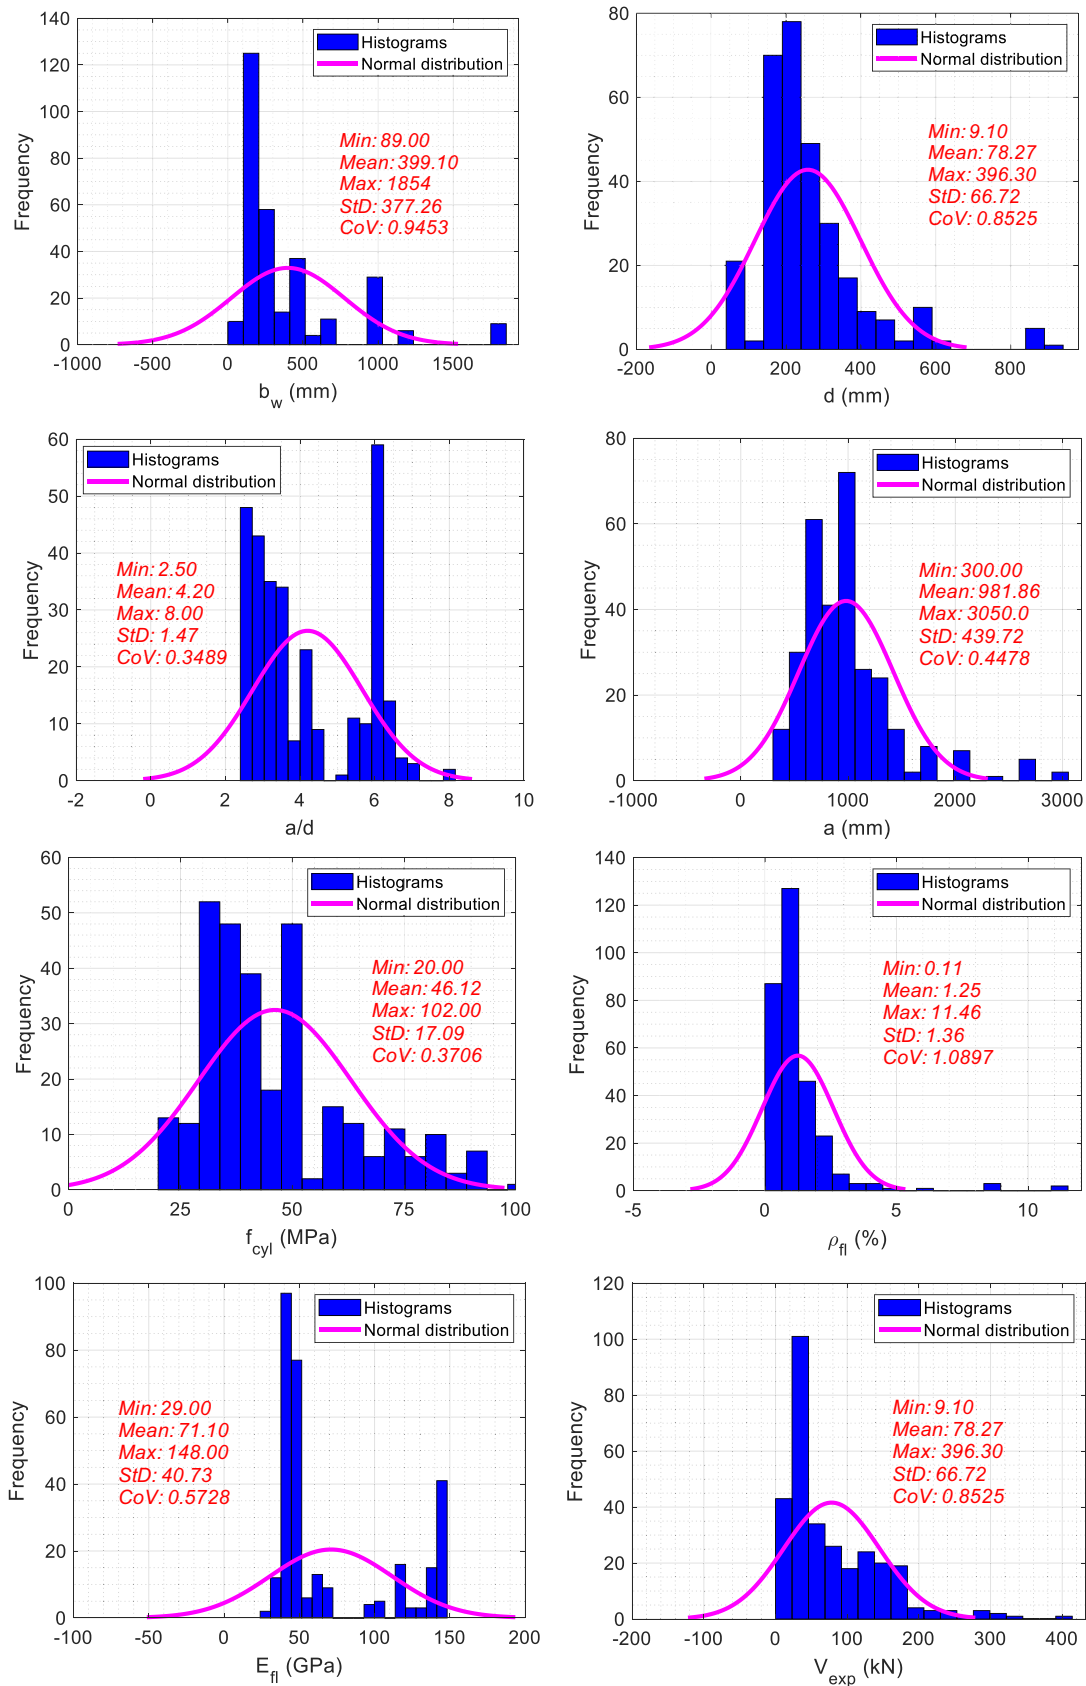 140
120
100
80
60
40
20
0
Frequency
Histograms
Normal distribution
Min: 89.00
Mean: 399.10
Max: 1854
StD: 377.26
CoV: 0.9453
-1000 -500 0 500 1000 1500
b_w (mm)
80
60
40
20
0
Frequency
Histograms
Normal distribution
Min: 9.10
Mean: 78.27
Max: 396.30
StD: 66.72
CoV: 0.8525
-200 0 200 400 600 800
d (mm)
60
50
40
30
20
10
0
Frequency
Histograms
Normal distribution
Min: 2.50
Mean: 4.20
Max: 8.00
StD: 1.47
CoV: 0.3489
-2 0 2 4 6 8 10
a/d
80
60
40
20
0
Frequency
Histograms
Normal distribution
Min: 300.00
Mean: 981.86
Max: 3050.0
StD: 439.72
CoV: 0.4478
-1000 0 1000 2000 3000
a (mm)
60
50
40
30
20
10
0
Frequency
Histograms
Normal distribution
Min: 20.00
Mean: 46.12
Max: 102.00
StD: 17.09
CoV: 0.3706
0 25 50 75 100
f_cyl (MPa)
140
120
100
80
60
40
20
0
Frequency
Histograms
Normal distribution
Min: 0.11
Mean: 1.25
Max: 11.46
StD: 1.36
CoV: 1.0897
-5 0 5 10
ρ_fl (%)
100
80
60
40
20
0
Frequency
Histograms
Normal distribution
Min: 29.00
Mean: 71.10
Max: 148.00
StD: 40.73
CoV: 0.5728
-100 -50 0 50 100 150 200
E_fl (GPa)
120
100
80
60
40
20
0
Frequency
Histograms
Normal distribution
Min: 9.10
Mean: 78.27
Max: 396.30
StD: 66.72
CoV: 0.8525
-200 -100 0 100 200 300 400
V_exp (kN)